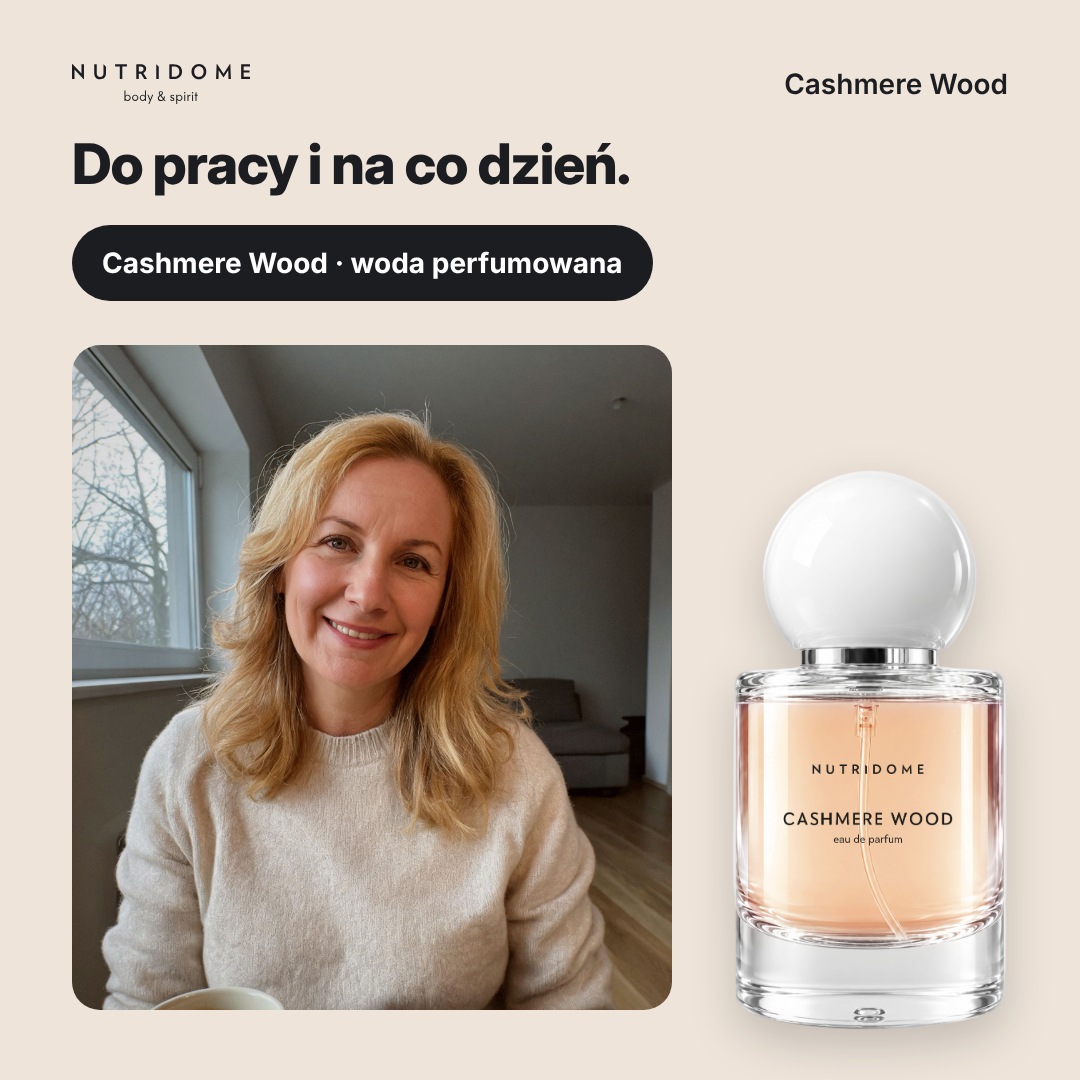 NUTRIDOME
body & spirit
Cashmere Wood
Do pracy i na co dzień.
Cashmere Wood · woda perfumowana
NUTRIDOME
CASHMERE WOOD
eau de parfum